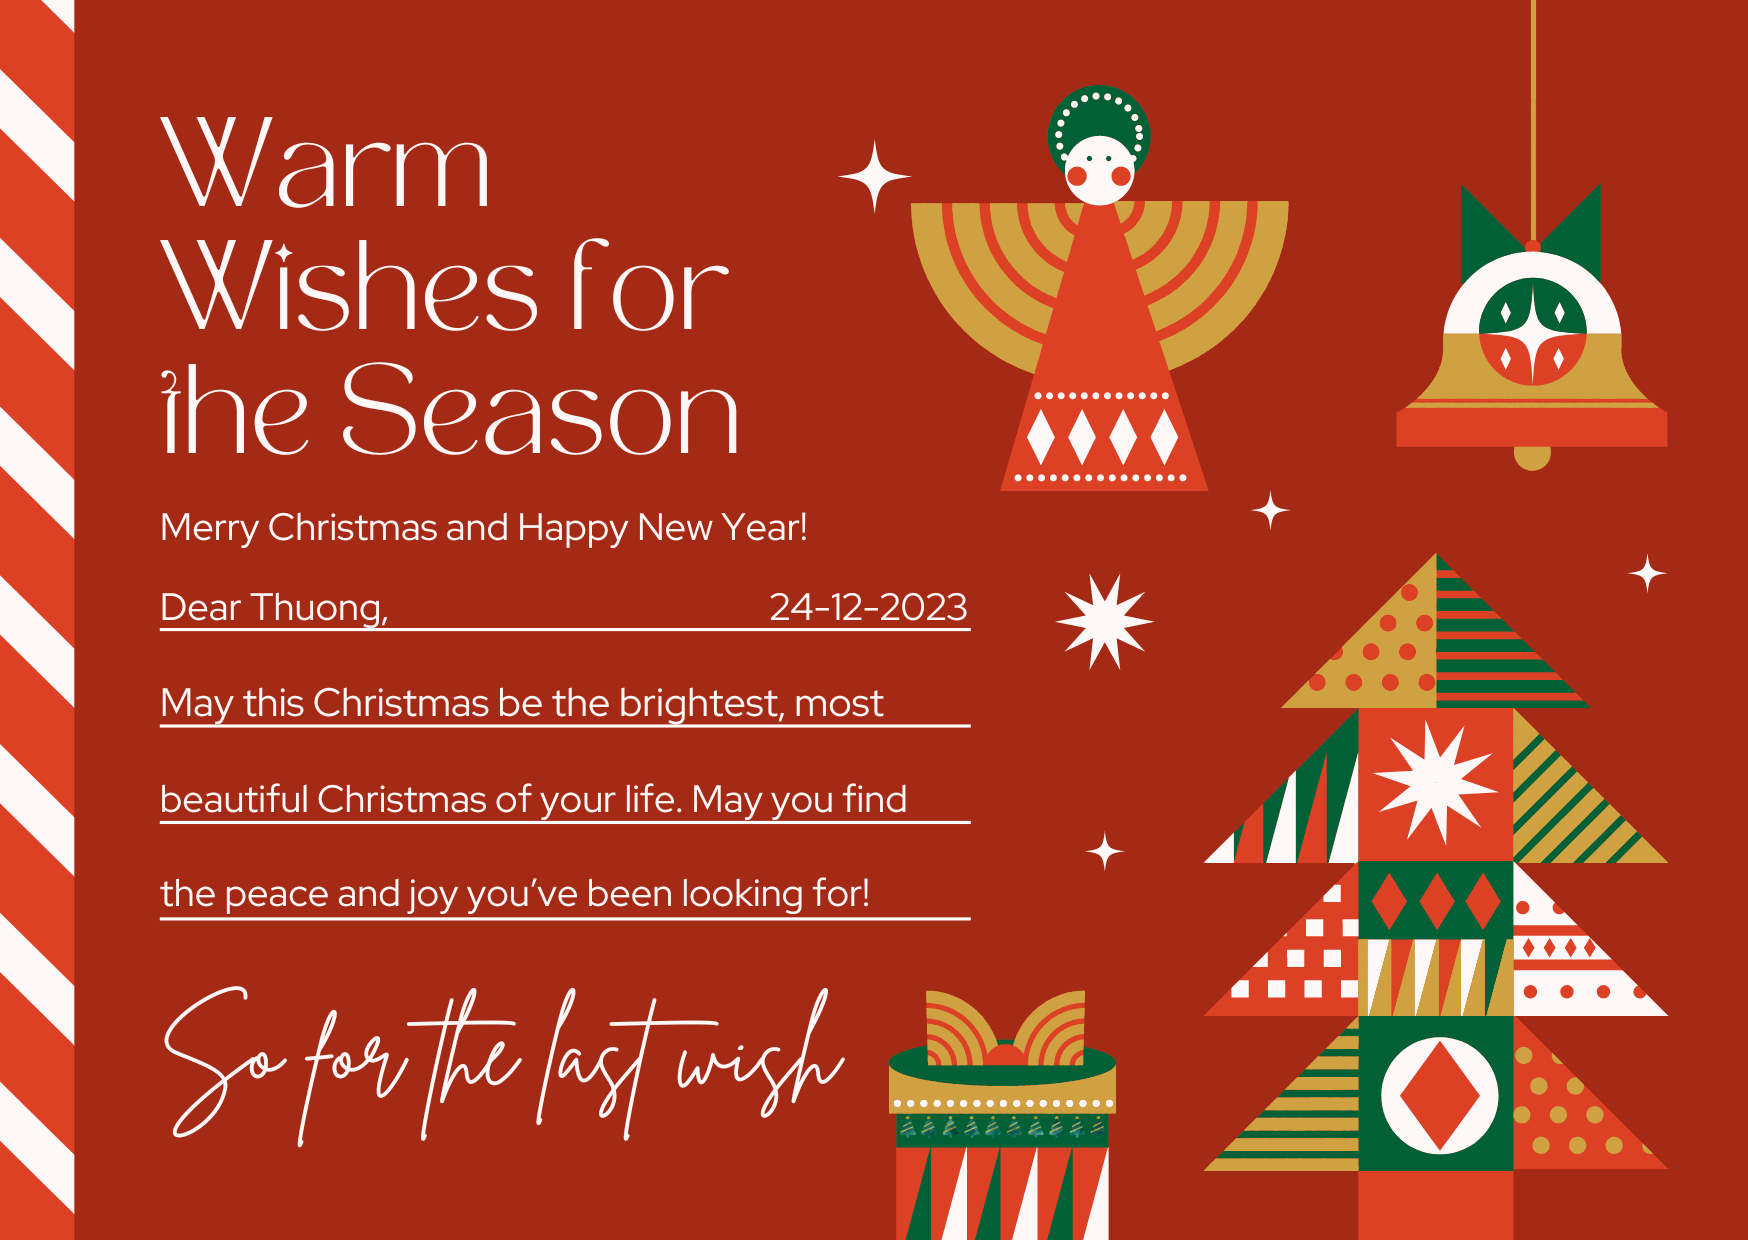 Warm
Wishes for
the Season
Merry Christmas and Happy New Year!
Dear Thuong, 24-12-2023
May this Christmas be the brightest, most
beautiful Christmas of your life. May you find
the peace and joy you’ve been looking for!
So for the last wish